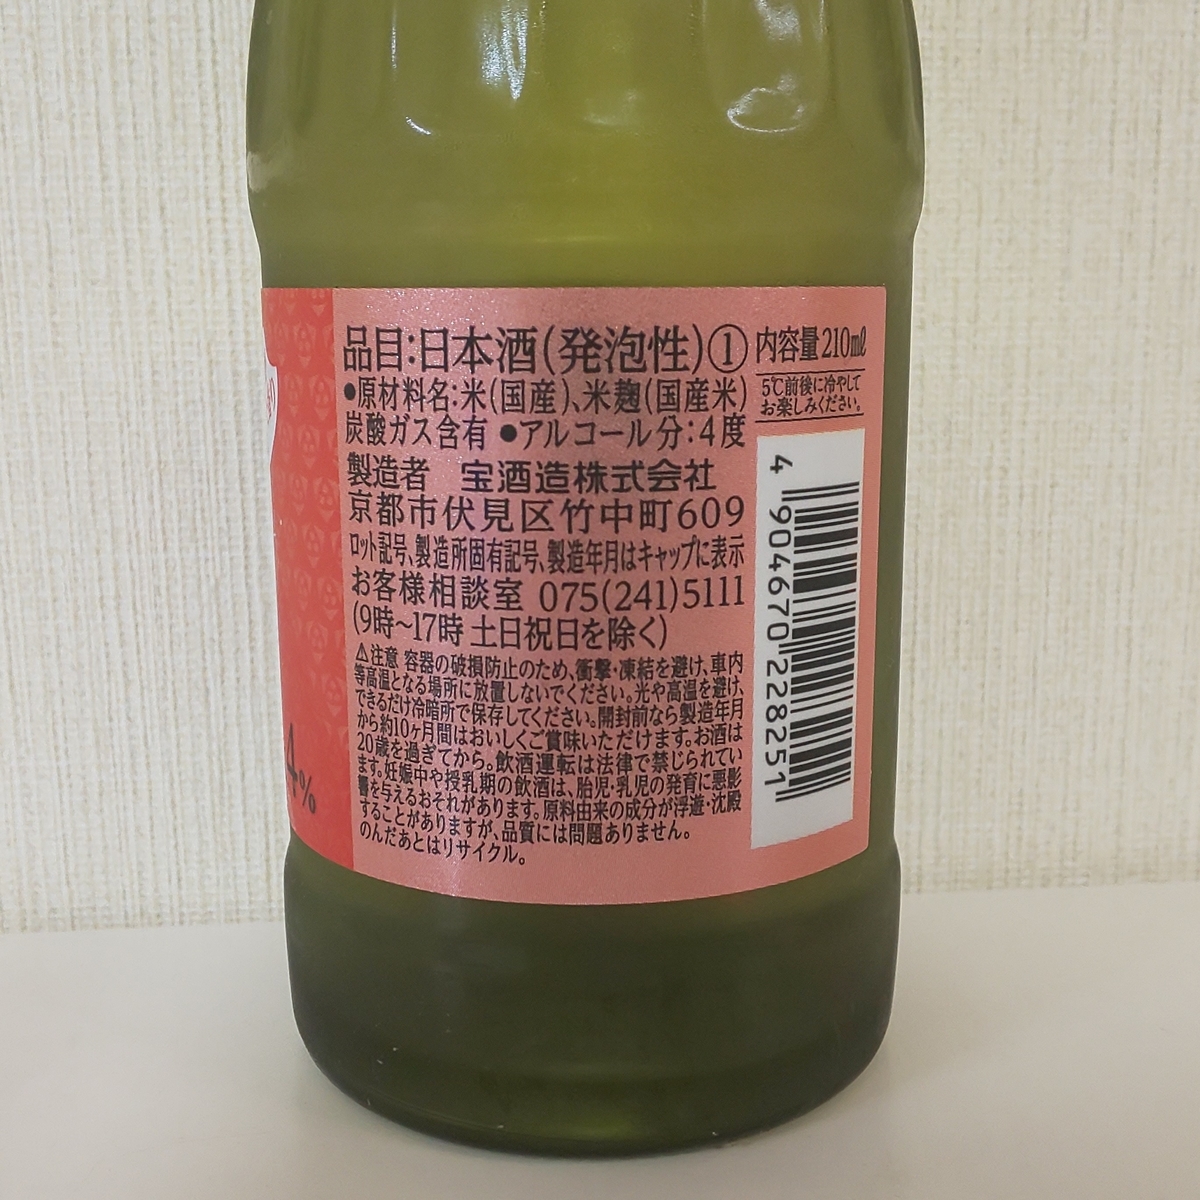 品目:日本酒(発泡性)①
●原材料名:米(国産)、米麹(国産米)
炭酸ガス含有 ●アルコール分:4度
製造者 宝酒造株式会社
京都市伏見区竹中町609
ロット記号、製造所固有記号、製造年月はキャップに表示
お客様相談室 075(241)5111
(9時~17時 土日祝日を除く)
⚠注意 容器の破損防止のため、衝撃・凍結を避け、車内
等高温となる場所に放置しないでください。光や高温を避け、
できるだけ冷暗所で保存してください。開封前なら製造年月
から約10ヶ月間はおいしくご賞味いただけます。お酒は
20歳を過ぎてから。飲酒運転は法律で禁じられてい
ます。妊娠中や授乳期の飲酒は、胎児・乳児の発育に悪影
響を与えるおそれがあります。原料由来の成分が浮遊・沈殿
することがありますが、品質には問題ありません。
のんだあとはリサイクル。
内容量210mℓ
5℃前後に冷やして
お楽しみください。
4 904670 228251
4%